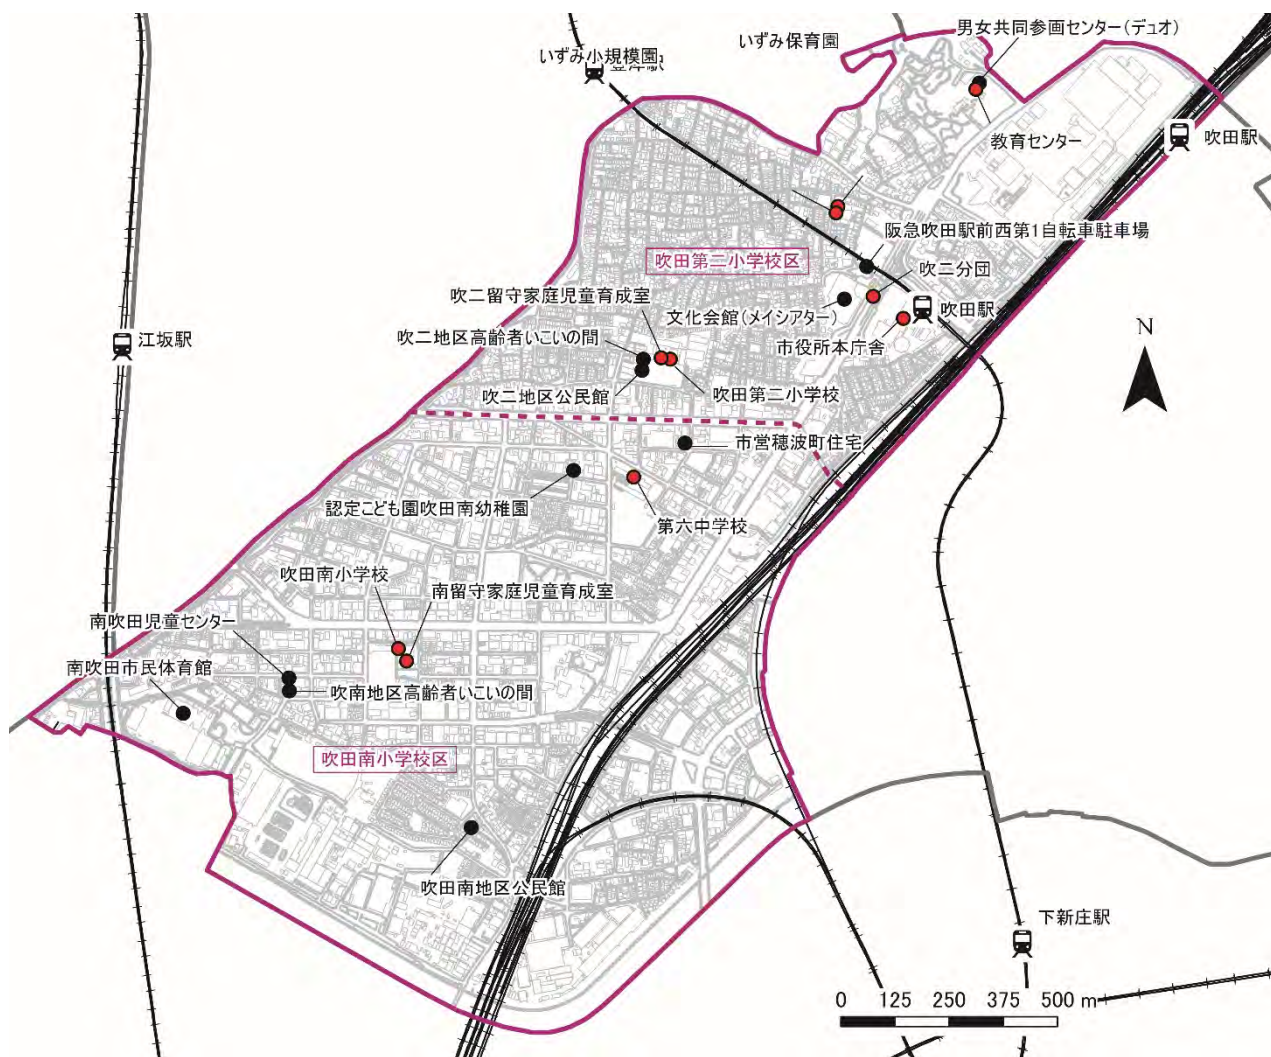 男女共同参画センター(デュオ)
いずみ保育園
いずみ小規模園
教育センター
吹田駅
阪急吹田駅前西第1自転車駐車場
吹田第二小学校区
吹二分団
吹二留守家庭児童育成室
文化会館(メイシアター)
吹田駅
江坂駅
吹二地区高齢者いこいの間
市役所本庁舎
N
吹二地区公民館
吹田第二小学校
市営穂波町住宅
認定こども園吹田南幼稚園
第六中学校
吹田南小学校
南留守家庭児童育成室
南吹田児童センター
南吹田市民体育館
吹南地区高齢者いこいの間
吹田南小学校区
吹田南地区公民館
下新庄駅
0 125 250 375 500 m